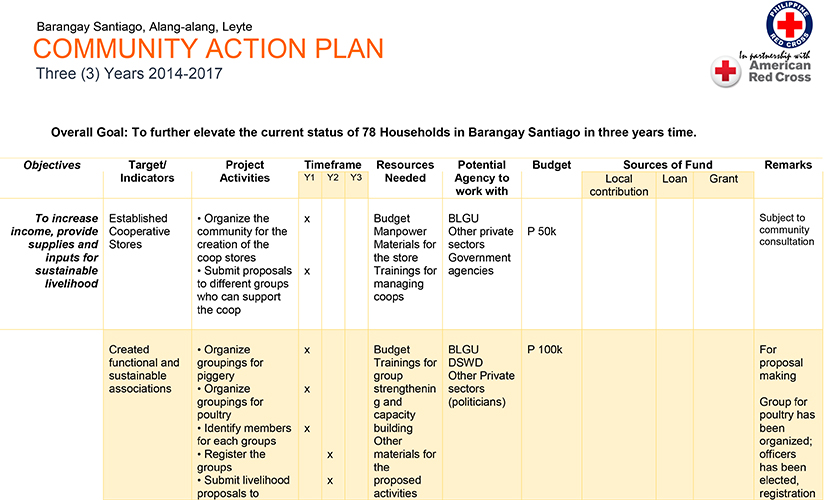 Barangay Santiago, Alang-alang, Leyte
COMMUNITY ACTION PLAN
Three (3) Years 2014-2017
PHILIPPINE
RED CROSS
In partnership with
American
Red Cross
Overall Goal: To further elevate the current status of 78 Households in Barangay Santiago in three years time.
Objectives Target/ Project Timeframe Resources Potential Budget Sources of Fund Remarks
Indicators Activities Y1 Y2 Y3 Needed Agency to Local Loan Grant
work with contribution
To increase Established • Organize the x Budget BLGU Subject to
income, provide Cooperative community for the Manpower Other private P 50k community
supplies and Stores creation of the Materials for sectors consultation
inputs for coop stores the store Government
sustainable • Submit proposals x Trainings for agencies
livelihood to different groups managing
who can support coops
the coop
Created • Organize x Budget BLGU P 100k For
functional and groupings for Trainings for DSWD proposal
sustainable piggery group Other Private making
associations • Organize x strengthenin sectors
groupings for g and (politicians) Group for
poultry capacity poultry has
• Identify members x building been
for each groups Other organized;
• Register the x materials for officers
groups the has been
• Submit livelihood x proposed elected,
proposals to activities registration